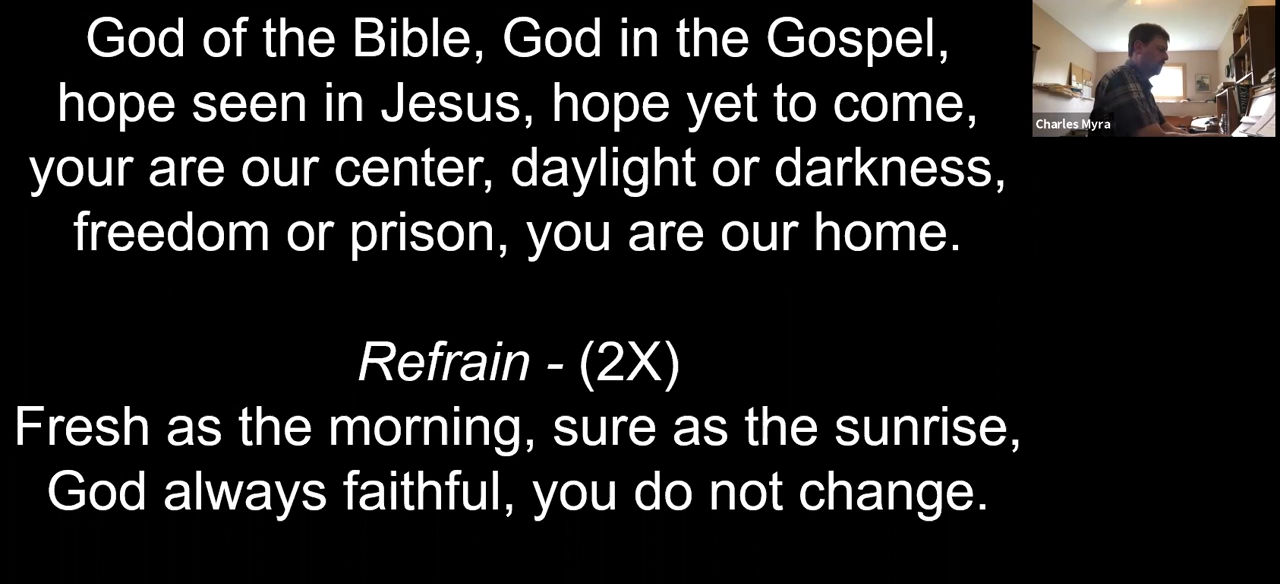 God of the Bible, God in the Gospel,
hope seen in Jesus, hope yet to come,
your are our center, daylight or darkness,
freedom or prison, you are our home.
Refrain - (2X)
Fresh as the morning, sure as the sunrise,
God always faithful, you do not change.
Charles Myra